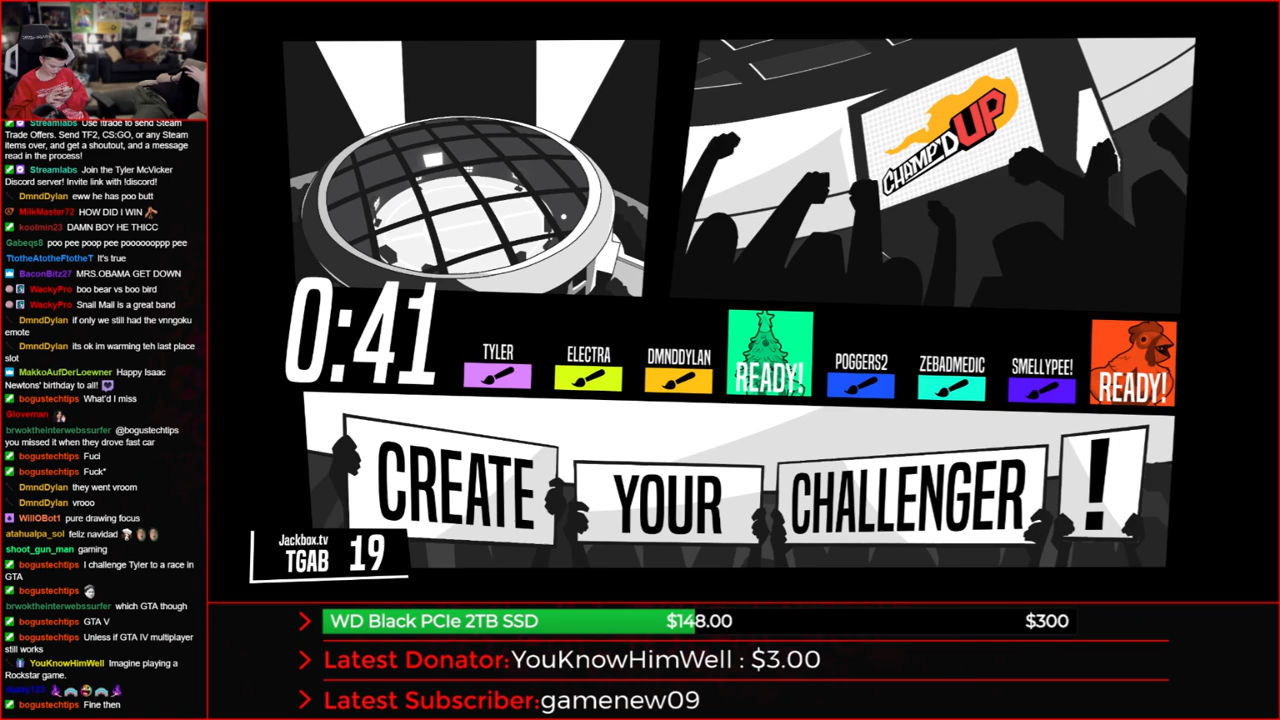 Streamlabs Use !trade to send Steam
Trade Offers. Send TF2, CS:GO, or any Steam
items over, and get a shoutout, and a message
read in the process!
Streamlabs Join the Tyler McVicker
Discord server! Invite link with !discord!
DmndDylan eww he has poo butt
MilkMaster72 HOW DID I WIN
koolmin23 DAMN BOY HE THICC
Gabeqs8 poo pee poop pee pooooooppp pee
TtotheAtotheFtotheT It's true
BaconBitz27 MRS.OBAMA GET DOWN
WackyPro boo bear vs boo bird
WackyPro Snail Mail is a great band
DmndDylan if only we still had the vnngoku
emote
DmndDylan its ok im warming teh last place
slot
MakkoAufDerLoewner Happy Isaac
Newtons' birthday to all!
bogustechtips What'd I miss
Gloveman
brwoktheinterwebssurfer @bogustechtips
you missed it when they drove fast car
bogustechtips Fuci
bogustechtips Fuck*
DmndDylan they went vroom
DmndDylan vrooo
WillOBot1 pure drawing focus
atahualpa_sol feliz navidad
shoot_gun_man gaming
bogustechtips I challenge Tyler to a race in
GTA
bogustechtips
brwoktheinterwebssurfer which GTA though
bogustechtips GTA V
bogustechtips Unless if GTA IV multiplayer
still works
YouKnowHimWell Imagine playing a
Rockstar game.
bogustechtips Fine then
CHAMP'D UP
0:41
TYLER
ELECTRA
DMNDDYLAN
READY!
POGGERS2
ZEBADMEDIC
SMELLYPEE!
READY!
CREATE YOUR CHALLENGER !
Jackbox.tv
TGAB 19
WD Black PCIe 2TB SSD $148.00 $300
Latest Donator:YouKnowHimWell : $3.00
Latest Subscriber:gamenew09